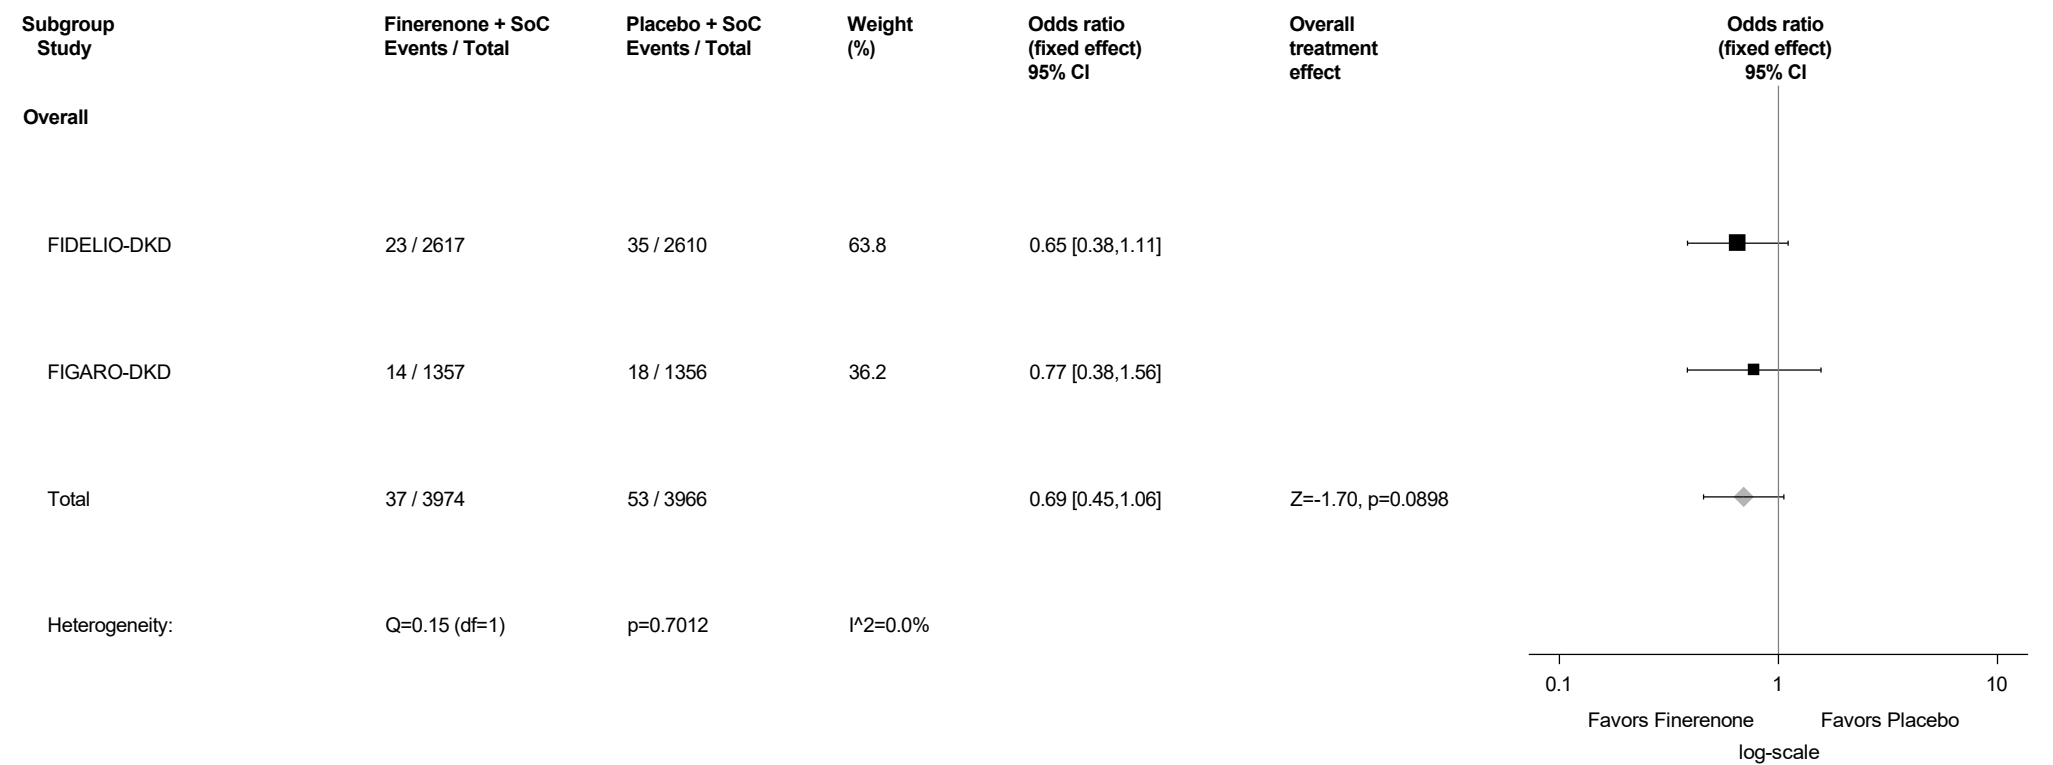 Subgroup Finerenone + SoC Placebo + SoC Weight Odds ratio Overall Odds ratio
Study Events / Total Events / Total (%) (fixed effect) treatment (fixed effect)
95% CI effect 95% CI
Overall
FIDELIO-DKD 23 / 2617 35 / 2610 63.8 0.65 [0.38,1.11]
FIGARO-DKD 14 / 1357 18 / 1356 36.2 0.77 [0.38,1.56]
Total 37 / 3974 53 / 3966 0.69 [0.45,1.06] Z=-1.70, p=0.0898
Heterogeneity: Q=0.15 (df=1) p=0.7012 I^2=0.0%
0.1 1 10
Favors Finerenone Favors Placebo
log-scale